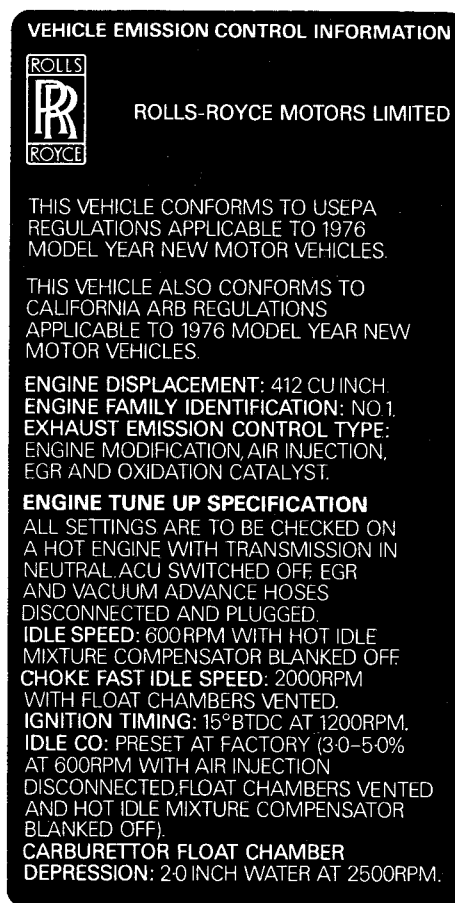 VEHICLE EMISSION CONTROL INFORMATION
ROLLS
RR
ROYCE
ROLLS-ROYCE MOTORS LIMITED
THIS VEHICLE CONFORMS TO USEPA
REGULATIONS APPLICABLE TO 1976
MODEL YEAR NEW MOTOR VEHICLES.
THIS VEHICLE ALSO CONFORMS TO
CALIFORNIA ARB REGULATIONS
APPLICABLE TO 1976 MODEL YEAR NEW
MOTOR VEHICLES.
ENGINE DISPLACEMENT: 412 CU INCH.
ENGINE FAMILY IDENTIFICATION: NO.1.
EXHAUST EMISSION CONTROL TYPE:
ENGINE MODIFICATION, AIR INJECTION,
EGR AND OXIDATION CATALYST.
ENGINE TUNE UP SPECIFICATION
ALL SETTINGS ARE TO BE CHECKED ON
A HOT ENGINE WITH TRANSMISSION IN
NEUTRAL. ACU SWITCHED OFF. EGR
AND VACUUM ADVANCE HOSES
DISCONNECTED AND PLUGGED.
IDLE SPEED: 600RPM WITH HOT IDLE
MIXTURE COMPENSATOR BLANKED OFF.
CHOKE FAST IDLE SPEED: 2000RPM
WITH FLOAT CHAMBERS VENTED.
IGNITION TIMING: 15°BTDC AT 1200RPM.
IDLE CO: PRESET AT FACTORY (3·0-5·0%
AT 600RPM WITH AIR INJECTION
DISCONNECTED,FLOAT CHAMBERS VENTED
AND HOT IDLE MIXTURE COMPENSATOR
BLANKED OFF).
CARBURETTOR FLOAT CHAMBER
DEPRESSION: 2·0 INCH WATER AT 2500RPM.